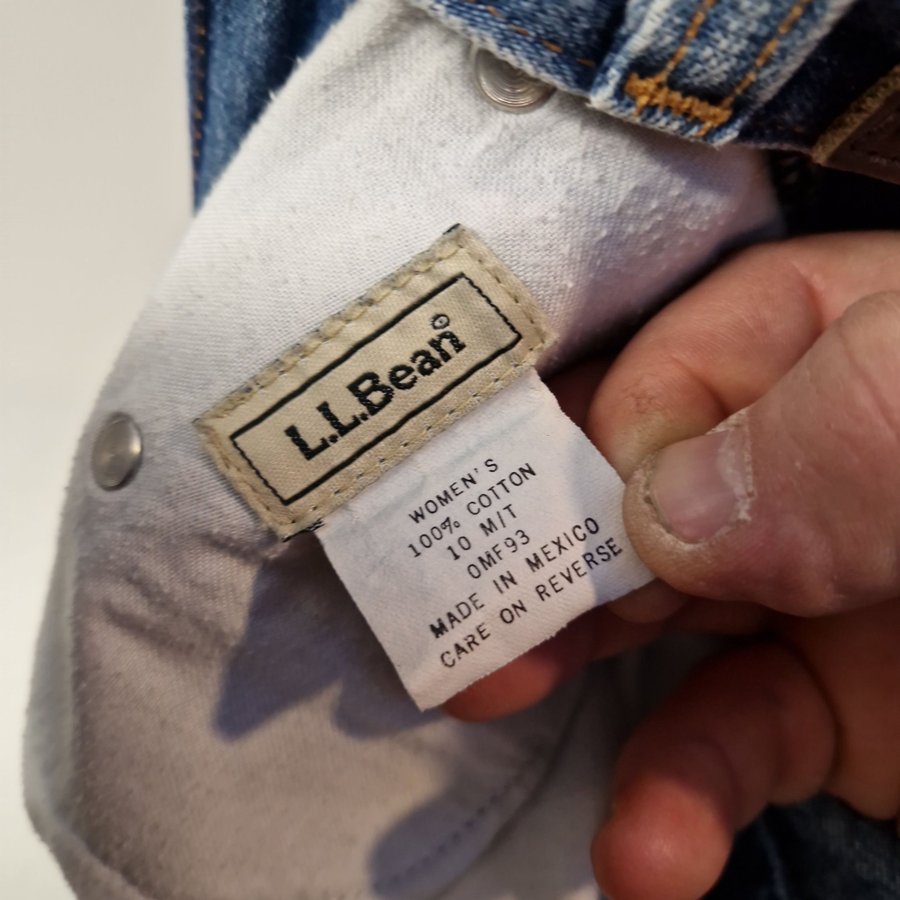 L.L.Bean®
WOMEN'S
100% COTTON
10 M/T
0MF93
MADE IN MEXICO
CARE ON REVERSE